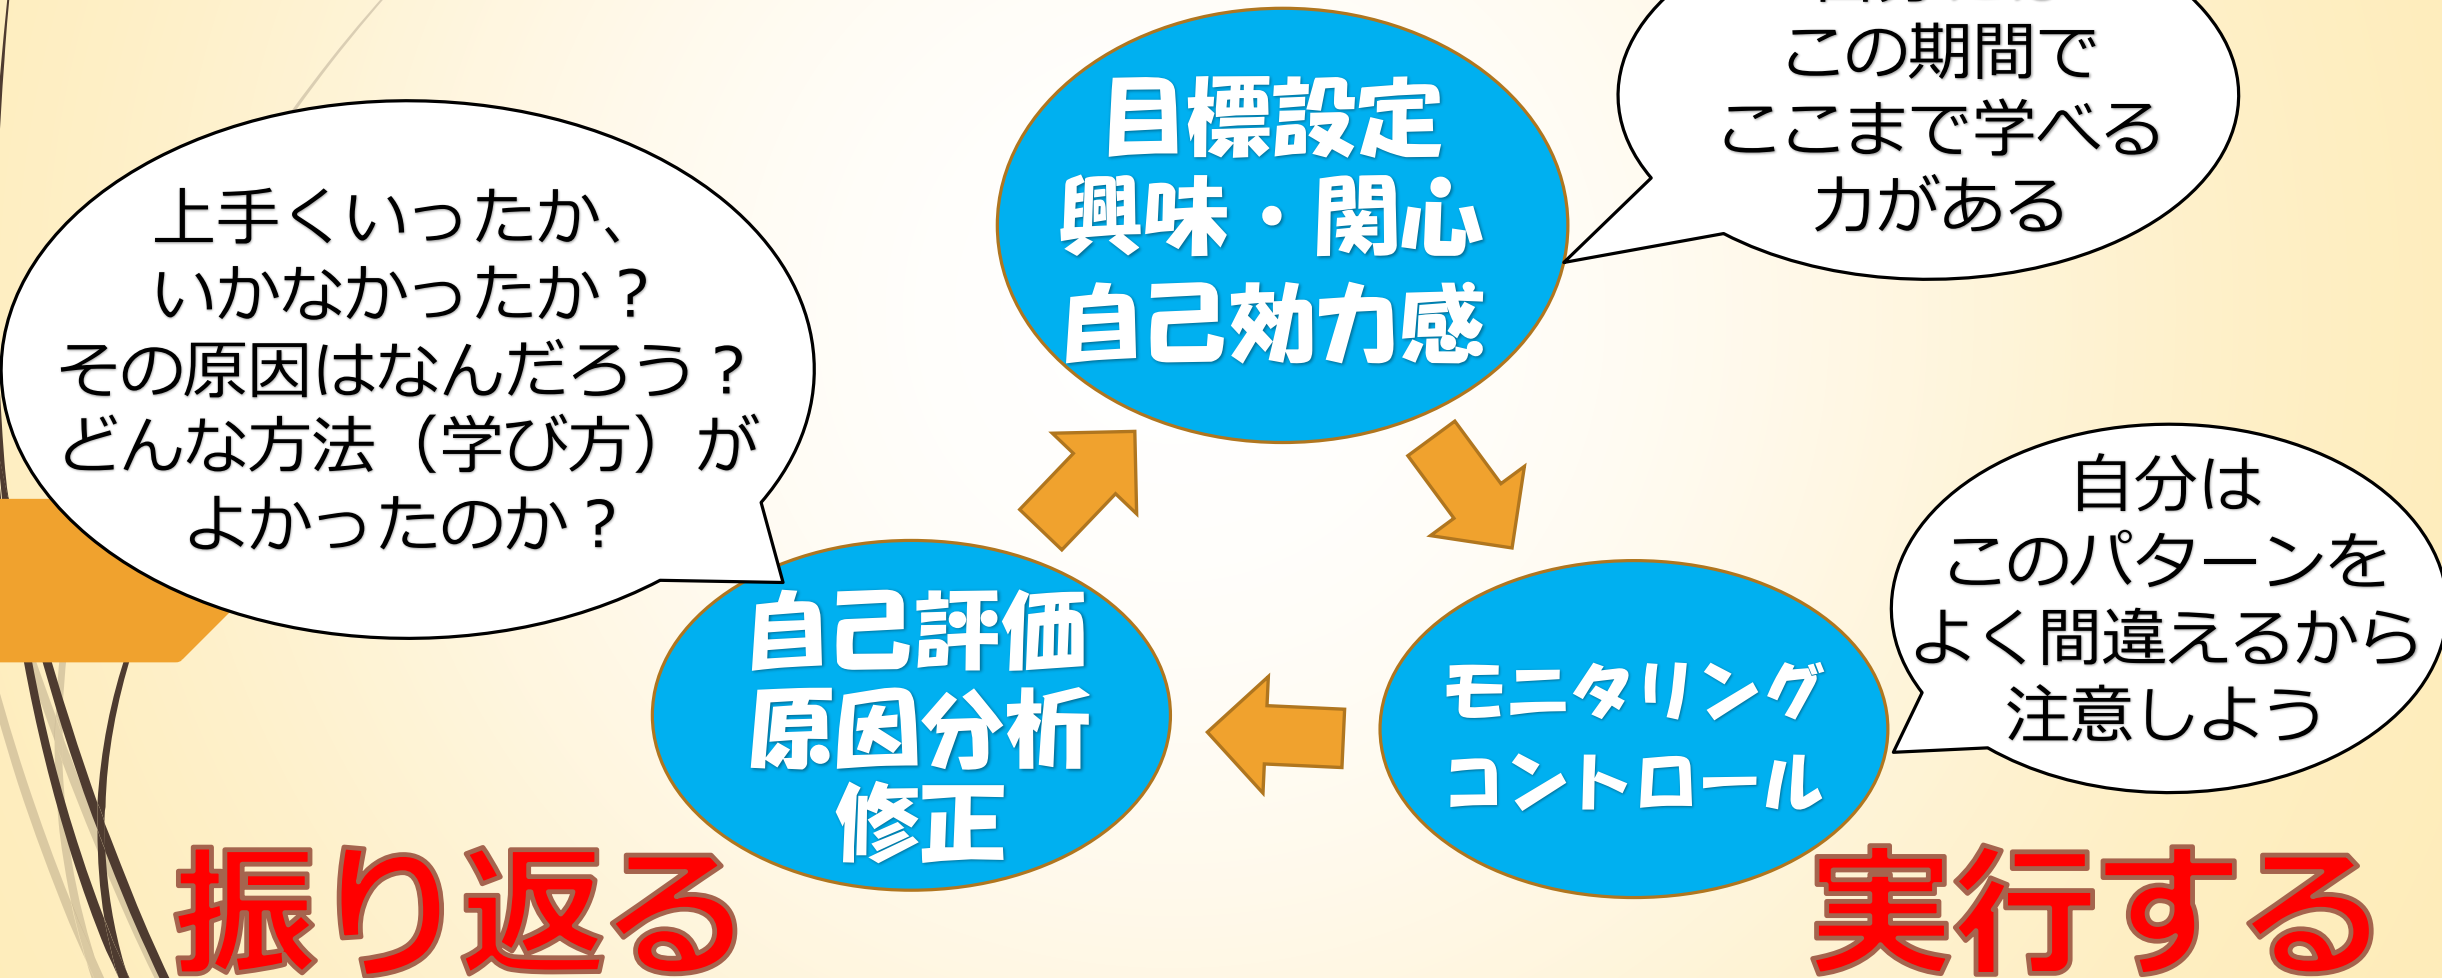 この期間で
ここまで学べる
力がある
目標設定
興味・関心
自己効力感
上手くいったか、
いかなかったか？
その原因はなんだろう？
どんな方法（学び方）が
よかったのか？
自分は
このパターンを
よく間違えるから
注意しよう
自己評価
原因分析
修正
モニタリング
コントロール
振り返る
実行する